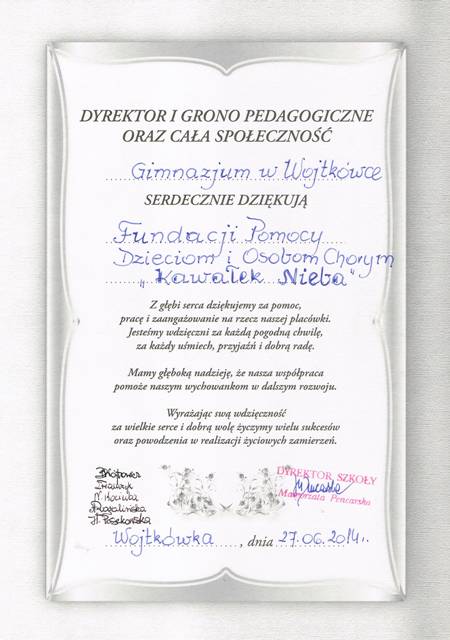 DYREKTOR I GRONO PEDAGOGICZNE
ORAZ CAŁA SPOŁECZNOŚĆ
Gimnazjum w Wojtkówce
SERDECZNIE DZIĘKUJĄ
Fundacji Pomocy
Dzieciom i Osobom Chorym
"Kawałek Nieba"
Z głębi serca dziękujemy za pomoc,
pracę i zaangażowanie na rzecz naszej placówki.
Jesteśmy wdzięczni za każdą pogodną chwilę,
za każdy uśmiech, przyjaźń i dobrą radę.
Mamy głęboką nadzieję, że nasza współpraca
pomoże naszym wychowankom w dalszym rozwoju.
Wyrażając swą wdzięczność
za wielkie serce i dobrą wolę życzymy wielu sukcesów
oraz powodzenia w realizacji życiowych zamierzeń.
DYREKTOR SZKOŁY
Małgorzata Pencarska
Wojtkówka, dnia 27.06.2014r.